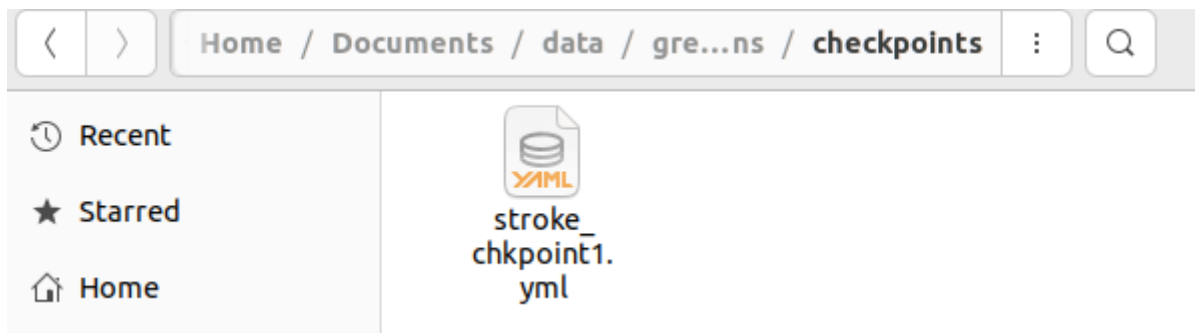 Home / Documents / data / gre...ns / checkpoints
Recent
Starred
Home
YAML
stroke_
chkpoint1.
yml